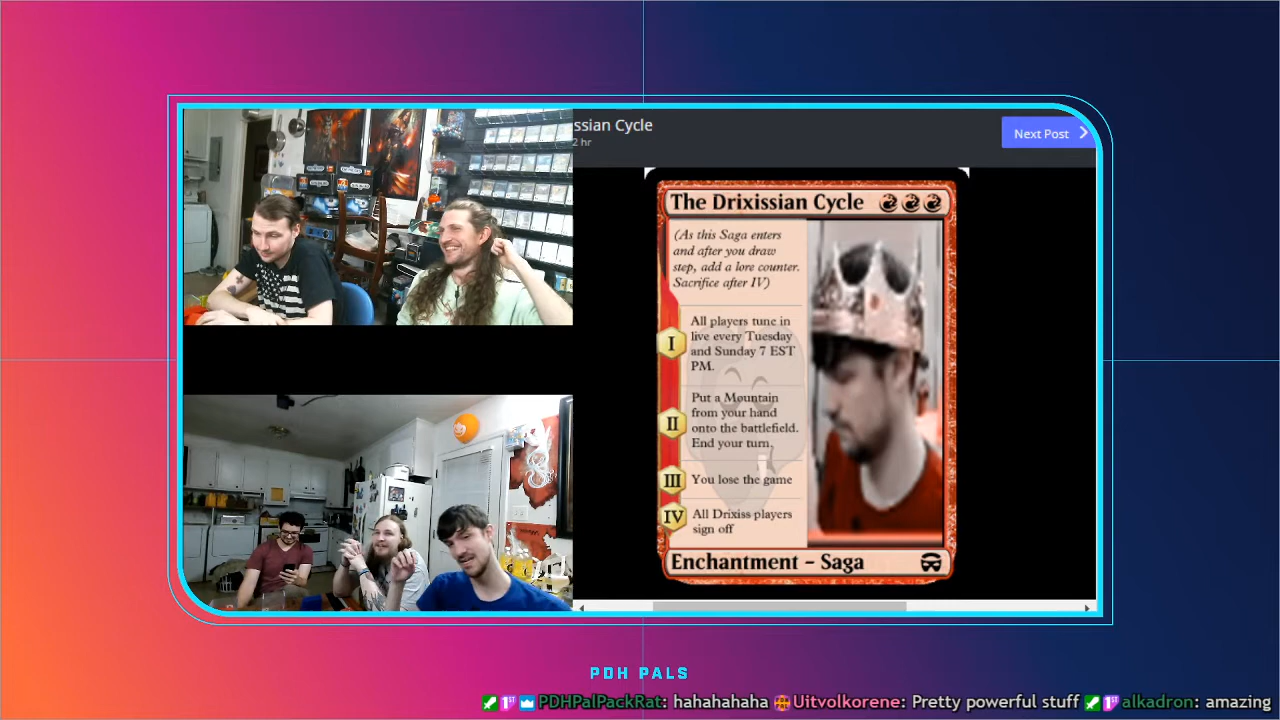 ssian Cycle
2 hr
Next Post
The Drixissian Cycle
(As this Saga enters
and after you draw
step, add a lore counter.
Sacrifice after IV)
I
All players tune in
live every Tuesday
and Sunday 7 EST
PM.
II
Put a Mountain
from your hand
onto the battlefield.
End your turn.
III
You lose the game
IV
All Drixiss players
sign off
Enchantment – Saga
PDH PALS
PDHPalPackRat: hahahahaha Uitvolkorene: Pretty powerful stuff alkadron: amazing